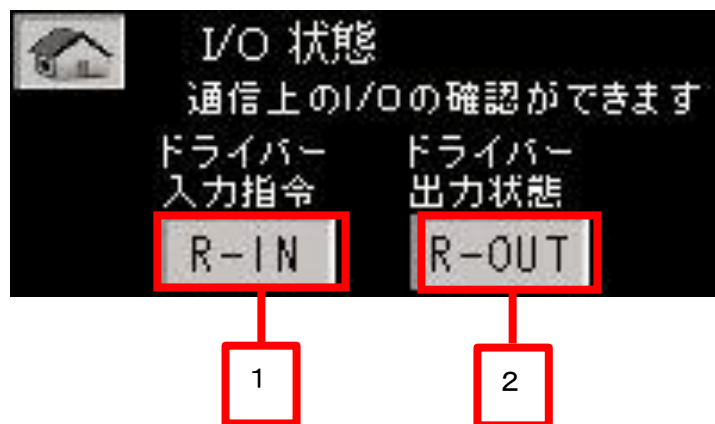 I/O 状態
通信上のI/Oの確認ができます
ドライバー ドライバー
入力指令 出力状態
R-IN R-OUT
1 2